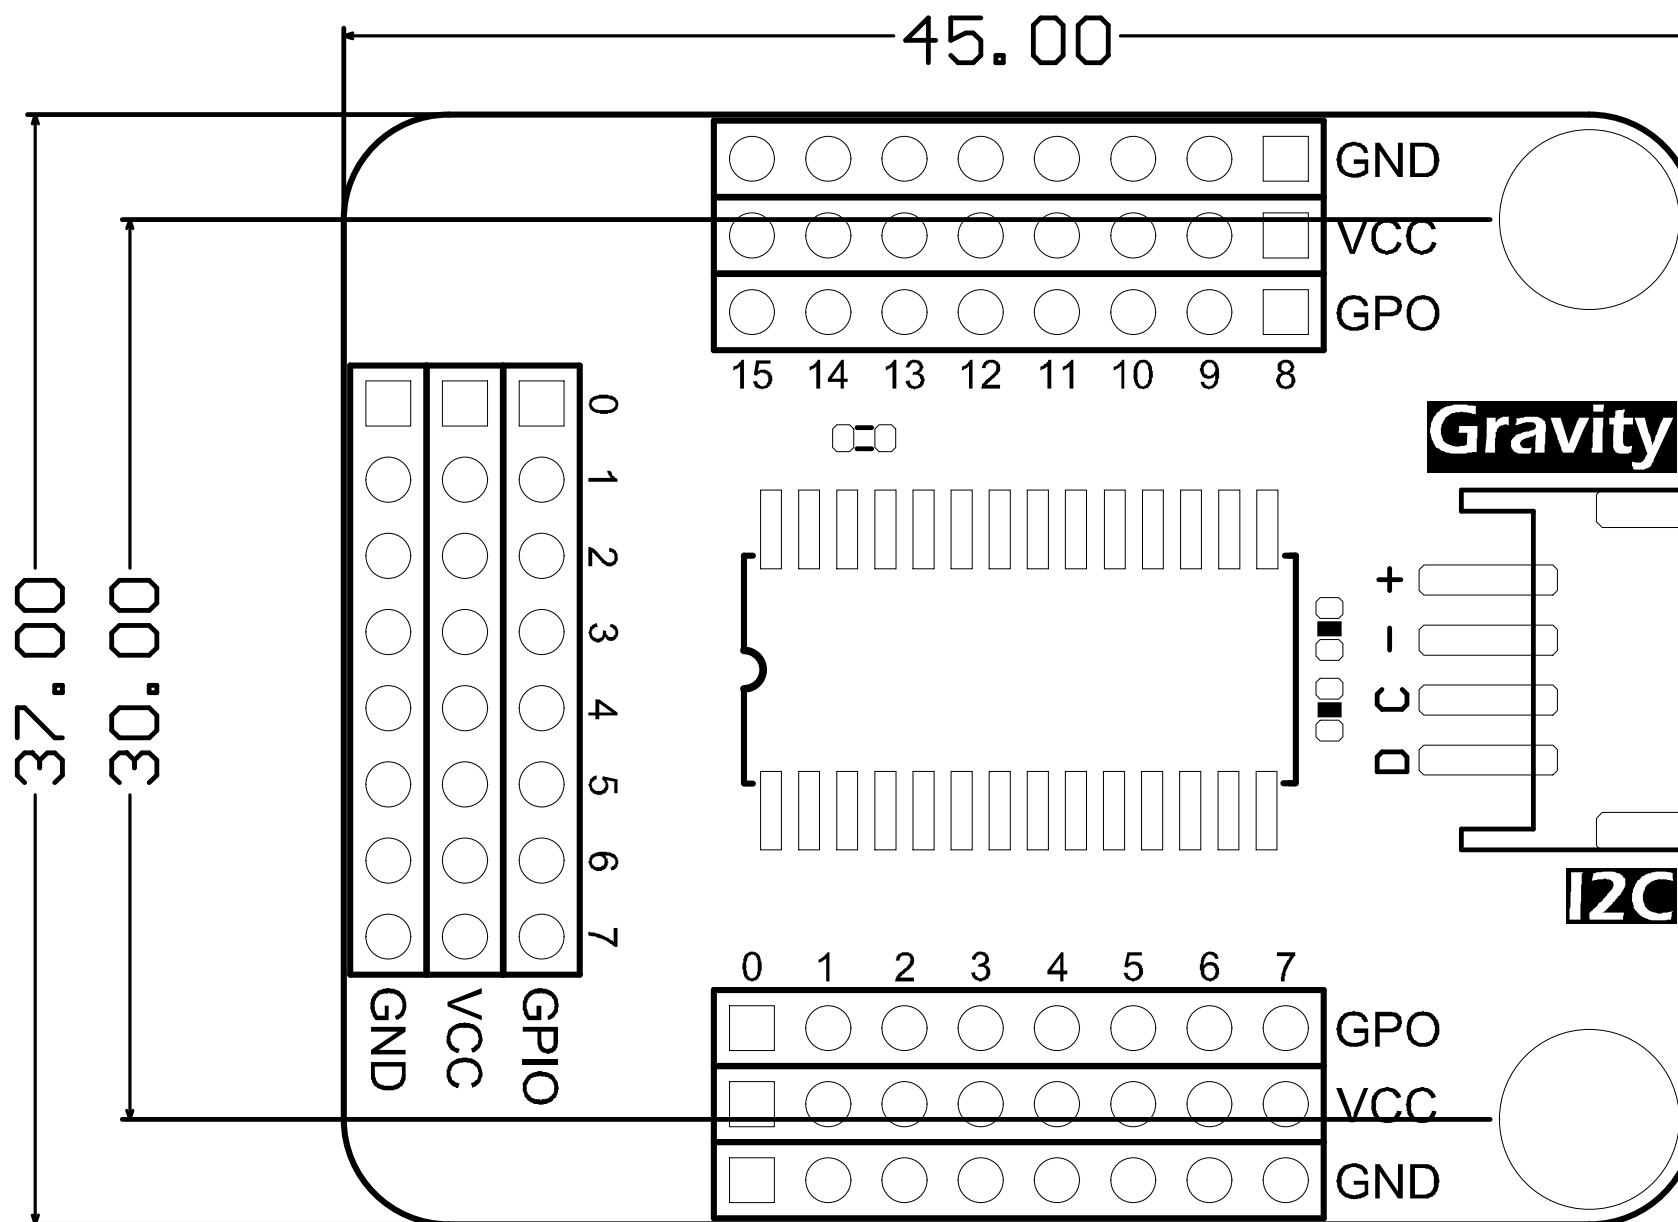 45.00
GND
VCC
GPO
15 14 13 12 11 10 9 8
Gravity
37.00
30.00
0
1
2
3
4
5
6
7
GND
VCC
GPIO
+
-
C
D
I2C
0 1 2 3 4 5 6 7
GPO
VCC
GND